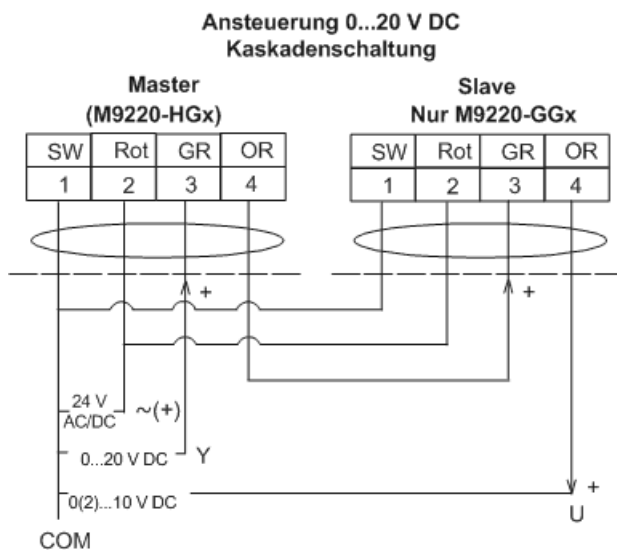 Ansteuerung 0...20 V DC
Kaskadenschaltung
Master
(M9220-HGx)
Slave
Nur M9220-GGx
SW Rot GR OR
1 2 3 4
SW Rot GR OR
1 2 3 4
+
+
24 V
AC/DC
~(+)
0...20 V DC
Y
0(2)...10 V DC
+
U
COM